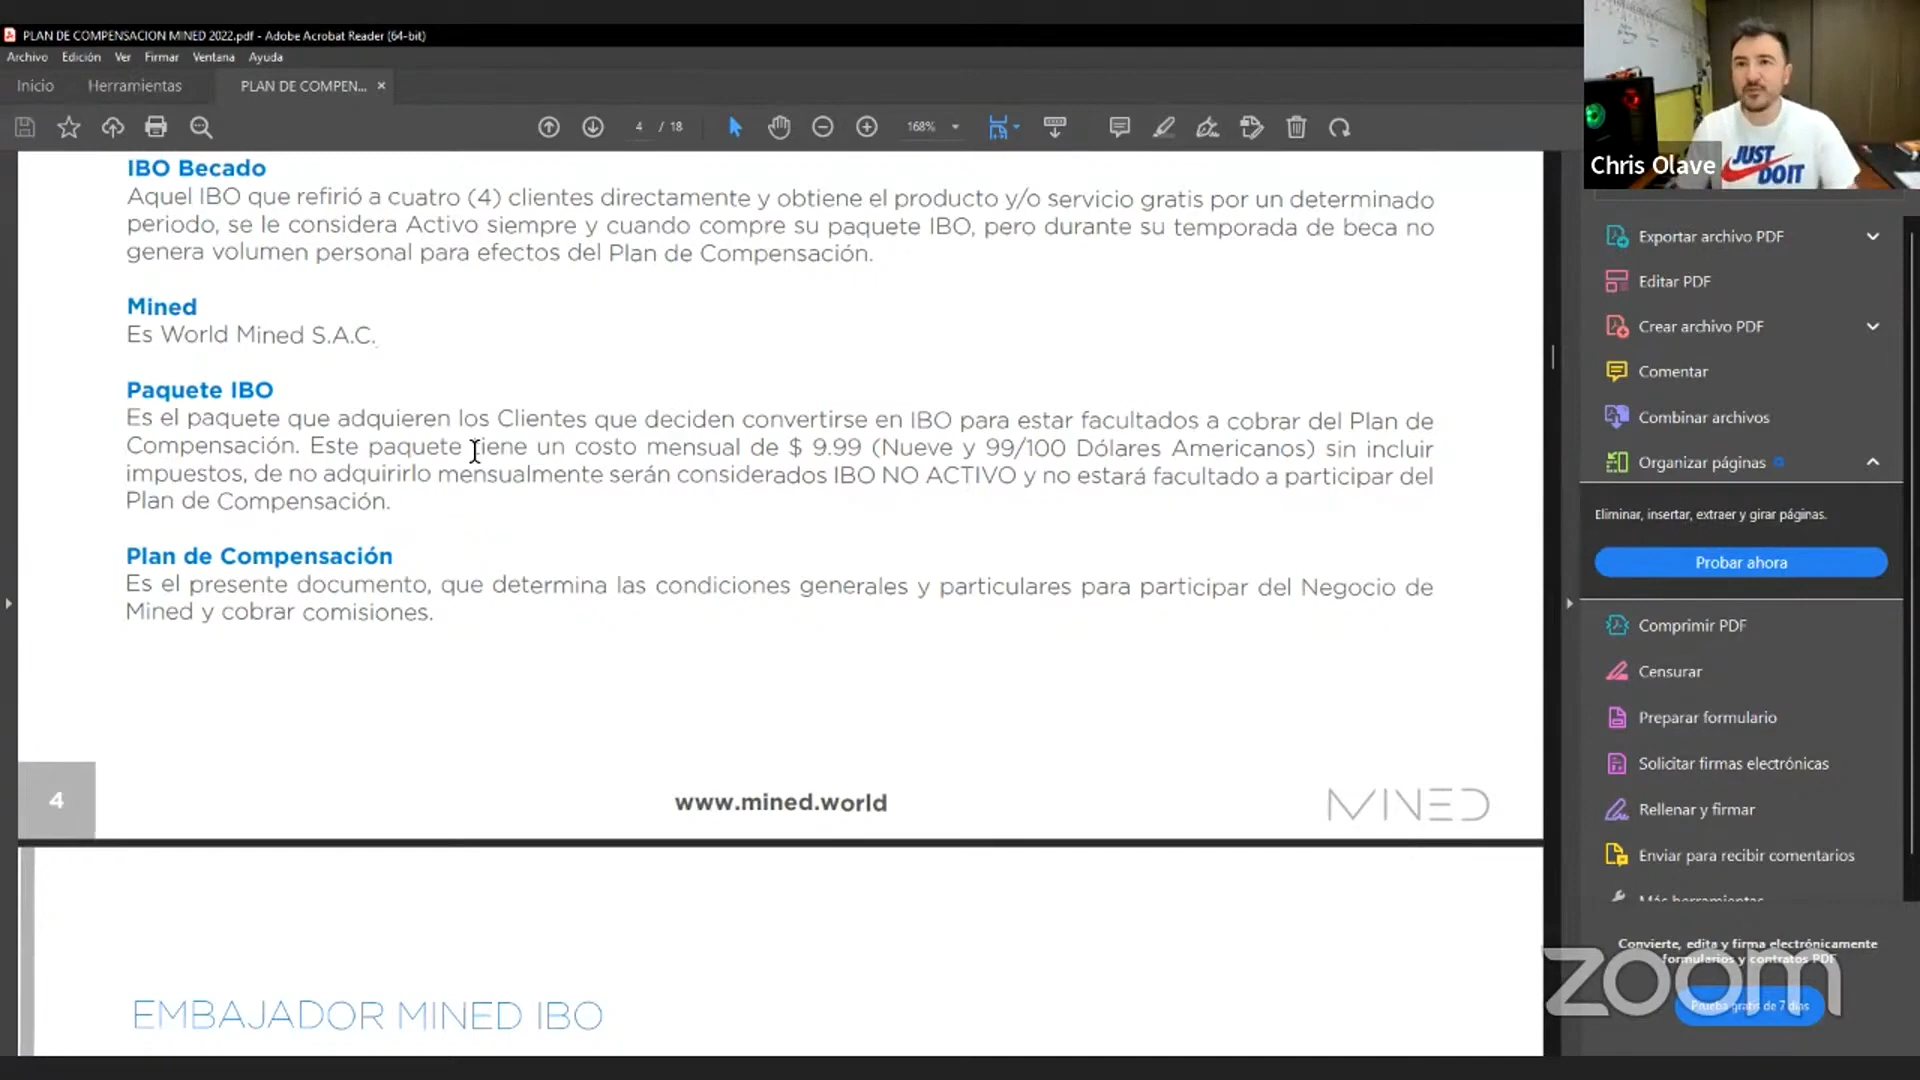 PLAN DE COMPENSACION MINED 2022.pdf - Adobe Acrobat Reader (64-bit)
Archivo Edición Ver Firmar Ventana Ayuda
Inicio Herramientas PLAN DE COMPEN... ×
4 / 18 168%
IBO Becado
Aquel IBO que refirió a cuatro (4) clientes directamente y obtiene el producto y/o servicio gratis por un determinado
periodo, se le considera Activo siempre y cuando compre su paquete IBO, pero durante su temporada de beca no
genera volumen personal para efectos del Plan de Compensación.
Mined
Es World Mined S.A.C.
Paquete IBO
Es el paquete que adquieren los Clientes que deciden convertirse en IBO para estar facultados a cobrar del Plan de
Compensación. Este paquete tiene un costo mensual de $ 9.99 (Nueve y 99/100 Dólares Americanos) sin incluir
impuestos, de no adquirirlo mensualmente serán considerados IBO NO ACTIVO y no estará facultado a participar del
Plan de Compensación.
Plan de Compensación
Es el presente documento, que determina las condiciones generales y particulares para participar del Negocio de
Mined y cobrar comisiones.
4
www.mined.world
MINED
EMBAJADOR MINED IBO
JUST
DO IT
Chris Olave
Exportar archivo PDF
Editar PDF
Crear archivo PDF
Comentar
Combinar archivos
Organizar páginas
Eliminar, insertar, extraer y girar páginas.
Probar ahora
Comprimir PDF
Censurar
Preparar formulario
Solicitar firmas electrónicas
Rellenar y firmar
Enviar para recibir comentarios
Más herramientas
Convierte, edita y firma electrónicamente
formularios y contratos PDF
Prueba gratis de 7 días
zoom